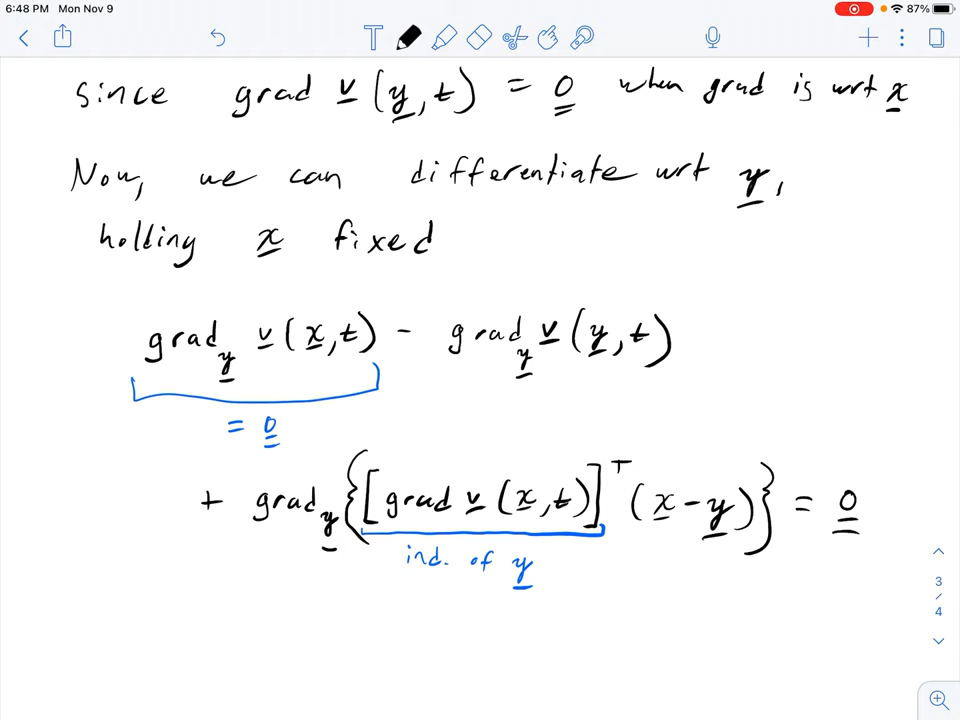 6:48 PM Mon Nov 9
87%
T
since grad v(y,t) = 0 when grad is wrt x
Now, we can differentiate wrt y,
holding x fixed
grad_y v(x,t) - grad_y v(y,t)
= 0
+ grad_y {[grad v(x,t)]^T (x-y)} = 0
ind. of y
3
/
4